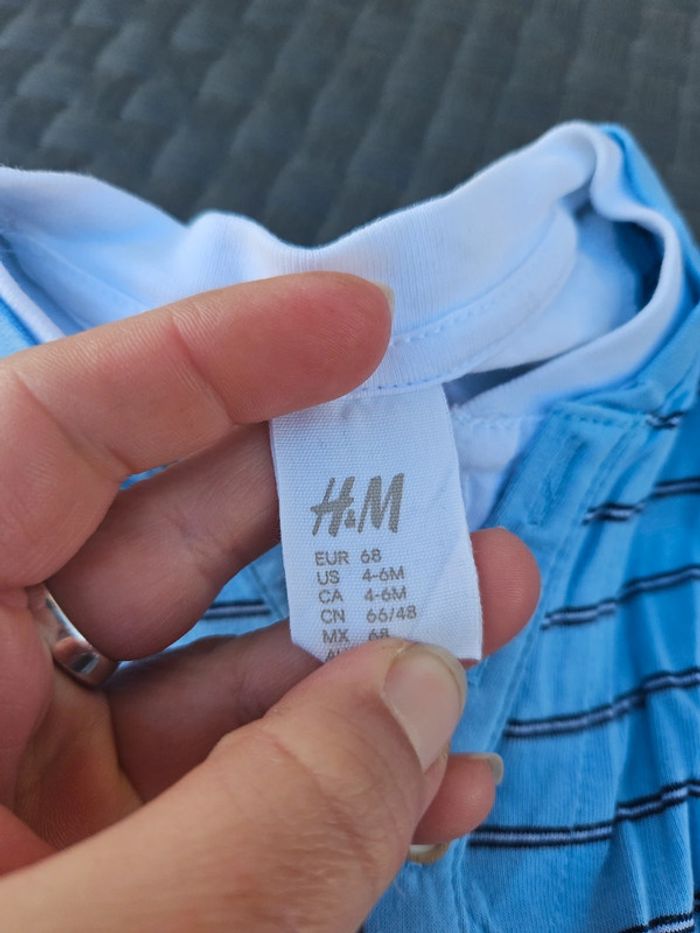 H&M
EUR 68
US 4-6M
CA 4-6M
CN 66/48
MX 68